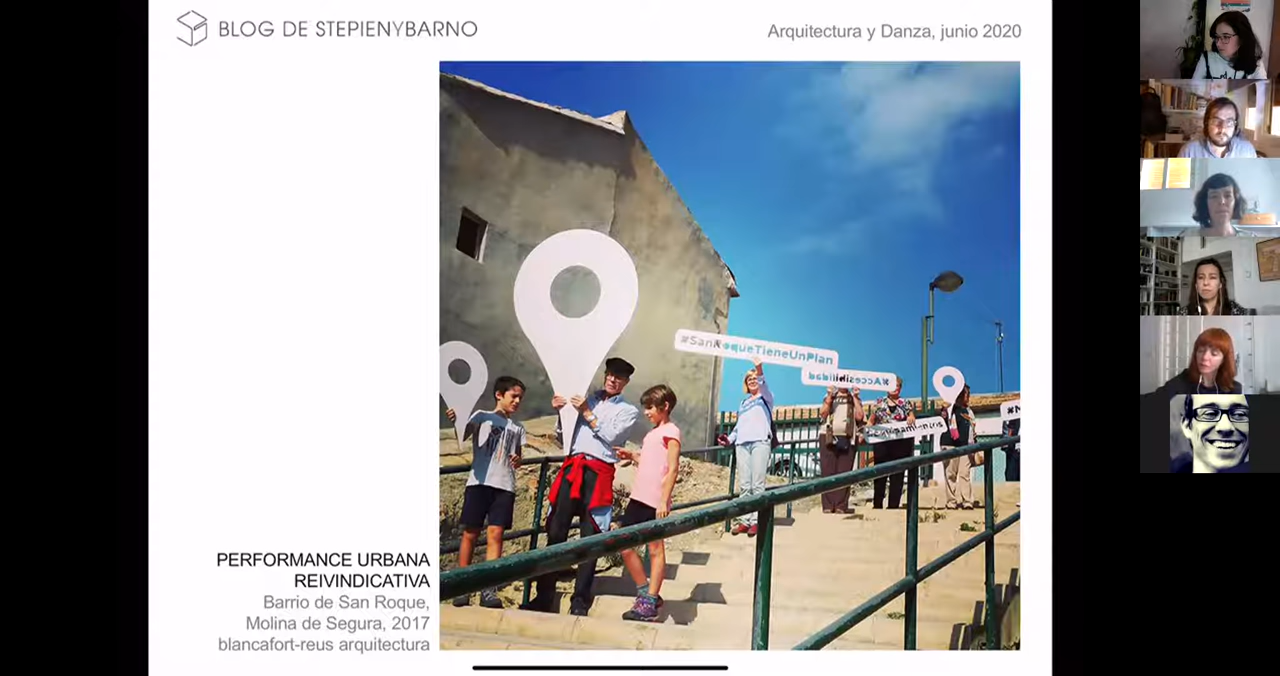 BLOG DE STEPIENYBARNO
Arquitectura y Danza, junio 2020
#SanRoqueTieneUnPlan
#Accesibilidad
PERFORMANCE URBANA
REIVINDICATIVA
Barrio de San Roque,
Molina de Segura, 2017
blancafort-reus arquitectura